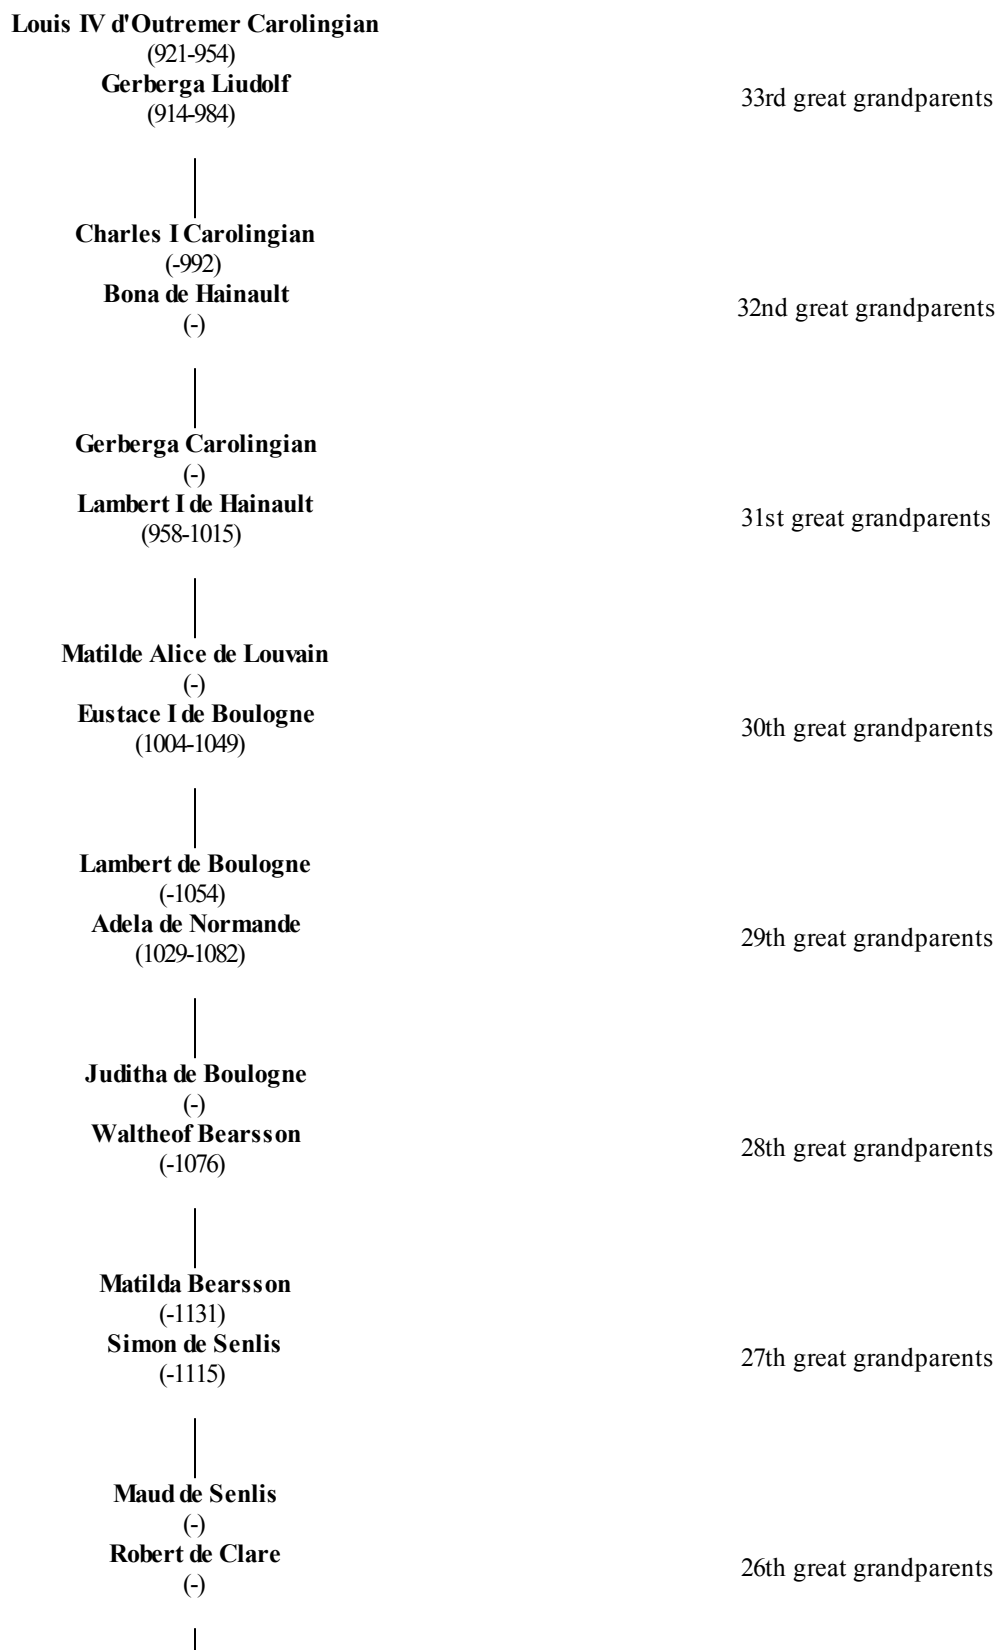 Louis IV d'Outremer Carolingian
(921-954)
Gerberga Liudolf
(914-984)
33rd great grandparents
Charles I Carolingian
(-992)
Bona de Hainault
(-)
32nd great grandparents
Gerberga Carolingian
(-)
Lambert I de Hainault
(958-1015)
31st great grandparents
Matilde Alice de Louvain
(-)
Eustace I de Boulogne
(1004-1049)
30th great grandparents
Lambert de Boulogne
(-1054)
Adela de Normande
(1029-1082)
29th great grandparents
Juditha de Boulogne
(-)
Waltheof Bearsson
(-1076)
28th great grandparents
Matilda Bearsson
(-1131)
Simon de Senlis
(-1115)
27th great grandparents
Maud de Senlis
(-)
Robert de Clare
(-)
26th great grandparents